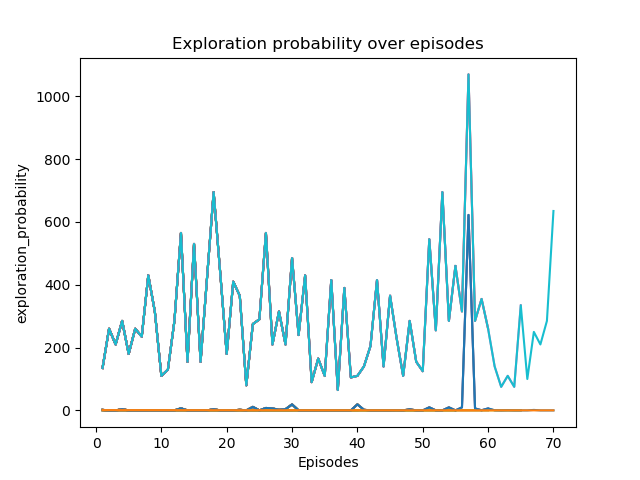 Exploration probability over episodes
exploration_probability
1000
800
600
400
200
0
0 10 20 30 40 50 60 70
Episodes